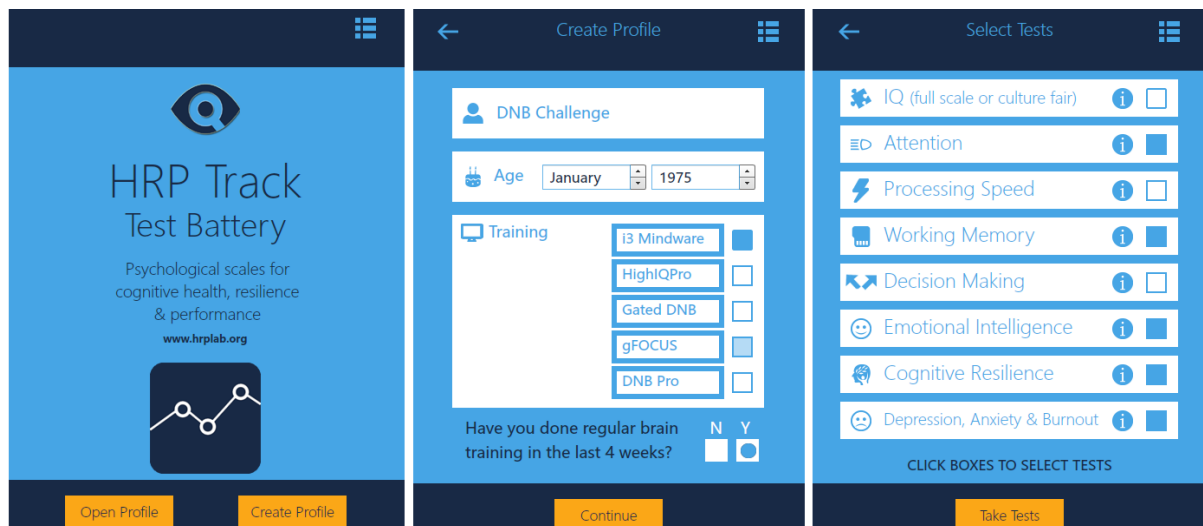 HRP Track
Test Battery
Psychological scales for
cognitive health, resilience
& performance
www.hrplab.org
Open Profile
Create Profile
Create Profile
DNB Challenge
Age
January
1975
Training
i3 Mindware
HighIQPro
Gated DNB
gFOCUS
DNB Pro
Have you done regular brain
training in the last 4 weeks?
N Y
Continue
Select Tests
IQ (full scale or culture fair)
Attention
Processing Speed
Working Memory
Decision Making
Emotional Intelligence
Cognitive Resilience
Depression, Anxiety & Burnout
CLICK BOXES TO SELECT TESTS
Take Tests